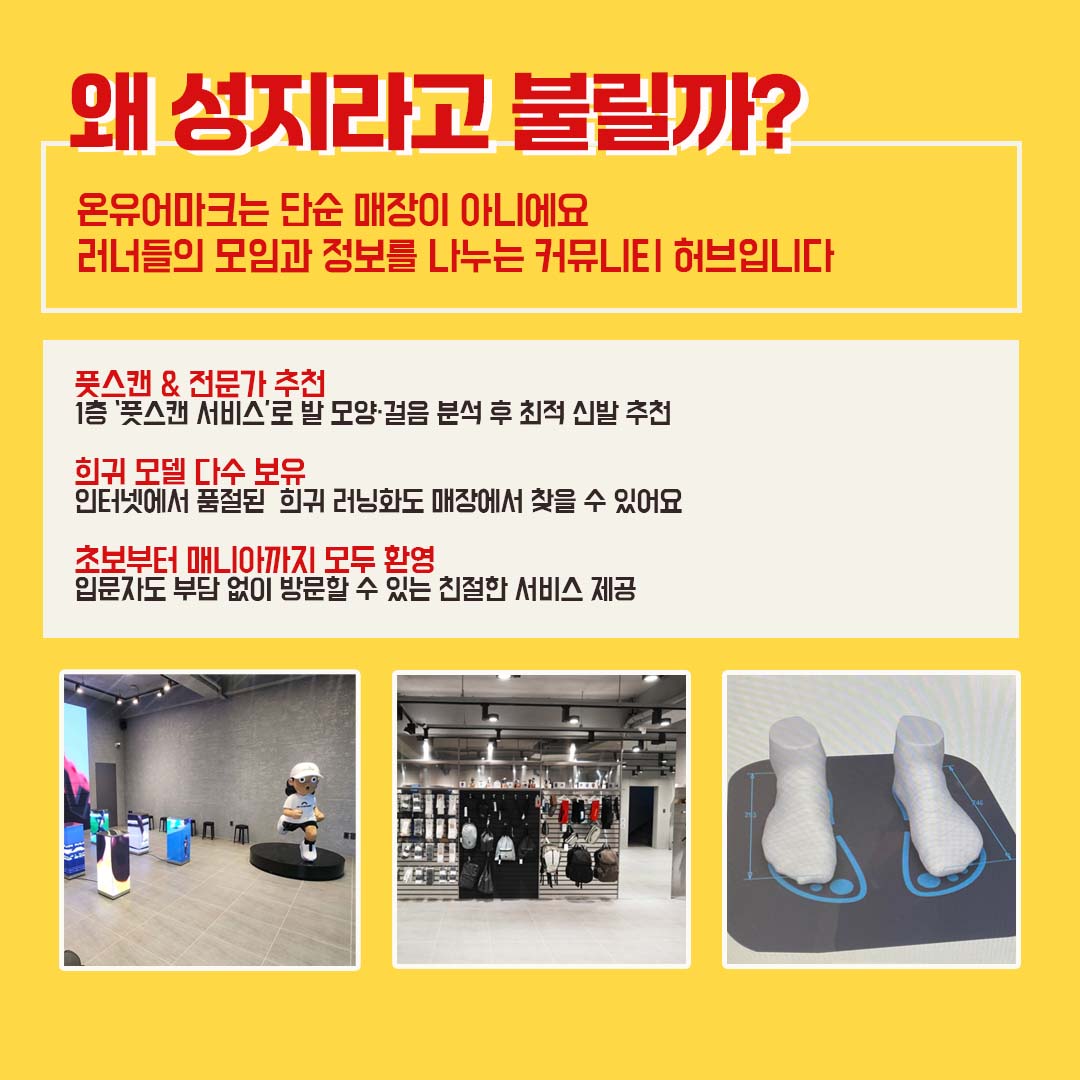 왜 성지라고 불릴까?
온유어마크는 단순 매장이 아니에요
러너들의 모임과 정보를 나누는 커뮤니티 허브입니다
풋스캔 & 전문가 추천
1층 '풋스캔 서비스'로 발 모양·걸음 분석 후 최적 신발 추천
희귀 모델 다수 보유
인터넷에서 품절된 희귀 러닝화도 매장에서 찾을 수 있어요
초보부터 매니아까지 모두 환영
입문자도 부담 없이 방문할 수 있는 친절한 서비스 제공